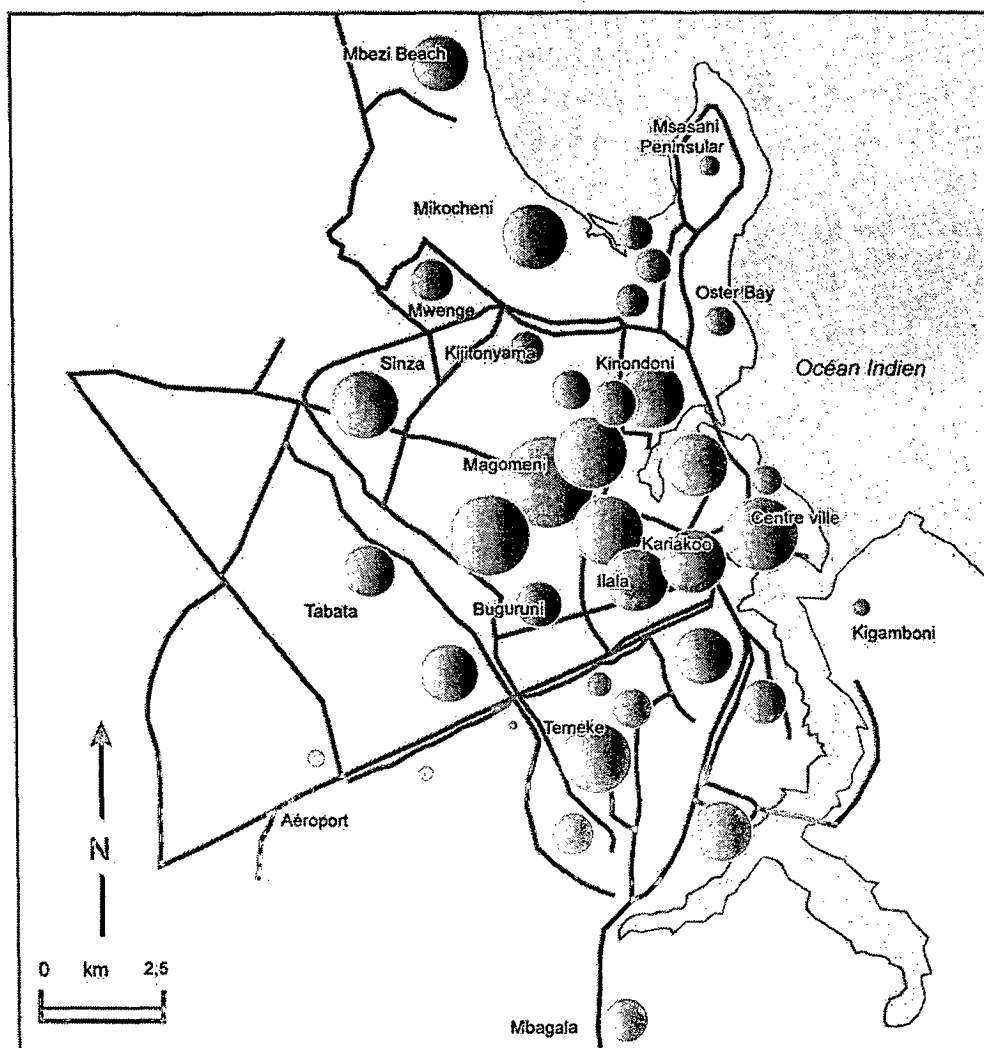 Mbezi Beach
Msasani
Peninsular
Mikocheni
Mwenge
Oster Bay
Sinza
Kijitonyama
Kinondoni
Océan Indien
Magomeni
Centre ville
Kariakoo
Ilala
Tabata
Buguruni
Kigamboni
Temeke
Aéroport
N
0 km 2,5
Mbagala